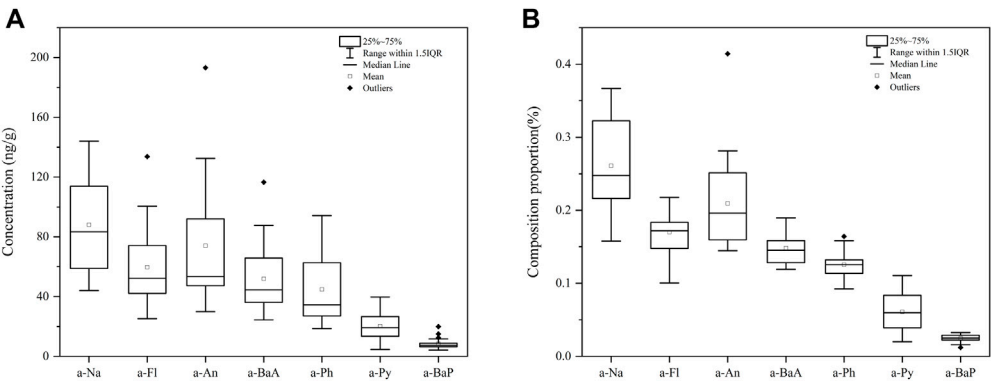 A
B
25%~75%
Range within 1.5IQR
Median Line
Mean
Outliers
220
200
160
120
80
40
0
Concentration (ng/g)
a-Na a-Fl a-An a-BaA a-Ph a-Py a-BaP
25%~75%
Range within 1.5IQR
Median Line
Mean
Outliers
0.4
0.3
0.2
0.1
0.0
Composition proportion(%)
a-Na a-Fl a-An a-BaA a-Ph a-Py a-BaP